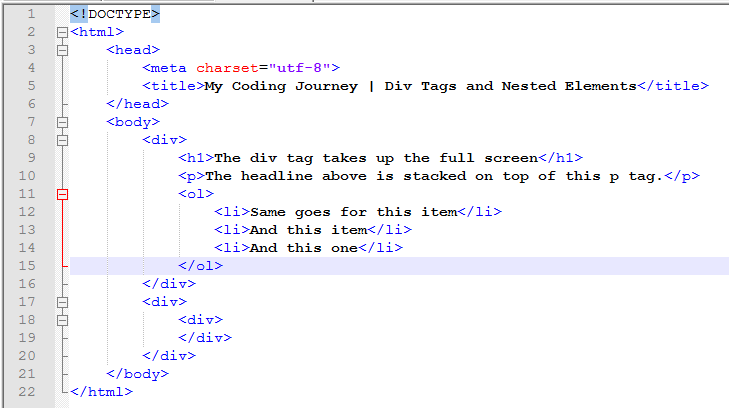 1 <!DOCTYPE>
2 <html>
3 <head>
4 <meta charset="utf-8">
5 <title>My Coding Journey | Div Tags and Nested Elements</title>
6 </head>
7 <body>
8 <div>
9 <h1>The div tag takes up the full screen</h1>
10 <p>The headline above is stacked on top of this p tag.</p>
11 <ol>
12 <li>Same goes for this item</li>
13 <li>And this item</li>
14 <li>And this one</li>
15 </ol>
16 </div>
17 <div>
18 <div>
19 </div>
20 </div>
21 </body>
22 </html>